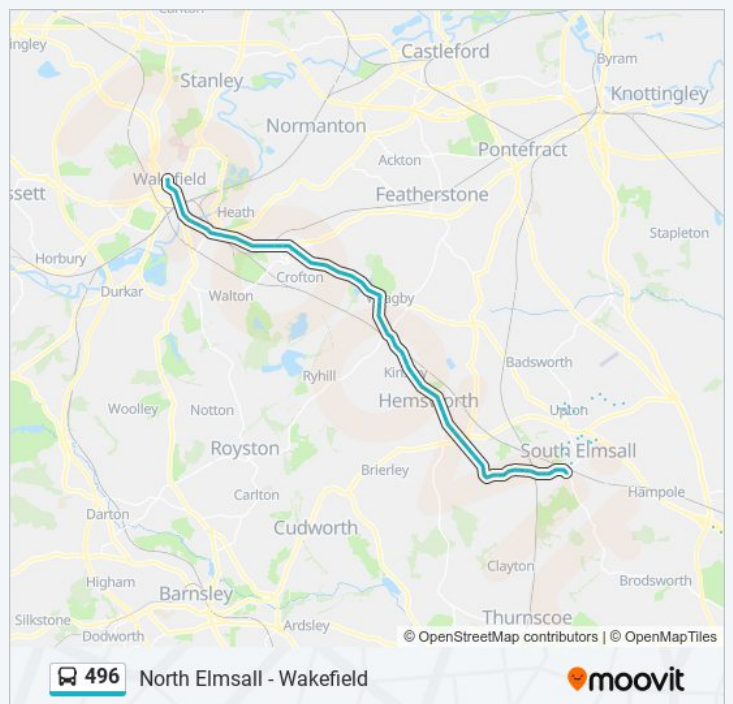 Carlton
ingley
Castleford
Stanley
Byram
Knottingley
Normanton
Pontefract
Ackton
Wakefield
ssett
Featherstone
Heath
Stapleton
Horbury
Crofton
Durkar
Walton
Wragby
Badsworth
Ryhill
Kinsley
Hemsworth
Woolley
Notton
Upton
Royston
South Elmsall
Brierley
Carlton
Hampole
Darton
Cudworth
Clayton
Higham
Brodsworth
Barnsley
Silkstone
Ardsley
Thurnscoe
Dodworth
© OpenStreetMap contributors | © OpenMapTiles
496 North Elmsall - Wakefield
moovit